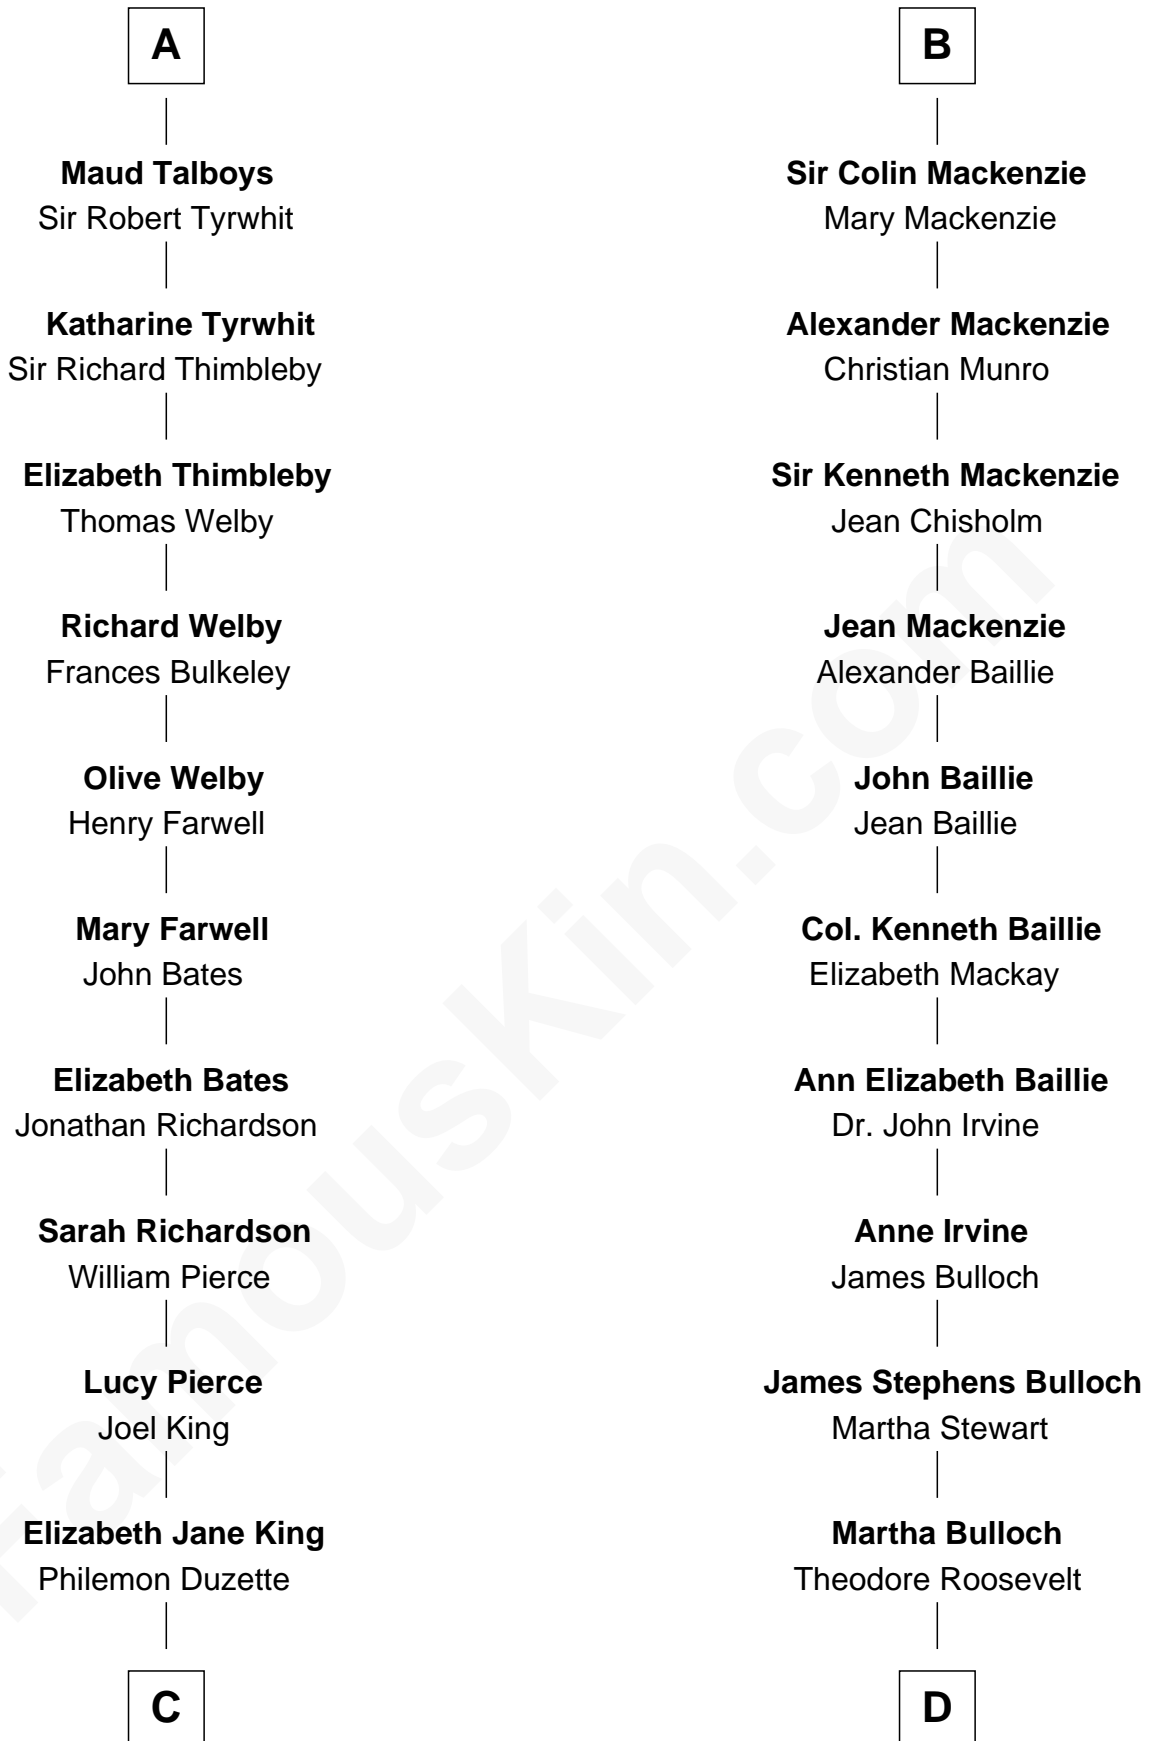 A
Maud Talboys
Sir Robert Tyrwhit
Katharine Tyrwhit
Sir Richard Thimbleby
Elizabeth Thimbleby
Thomas Welby
Richard Welby
Frances Bulkeley
Olive Welby
Henry Farwell
Mary Farwell
John Bates
Elizabeth Bates
Jonathan Richardson
Sarah Richardson
William Pierce
Lucy Pierce
Joel King
Elizabeth Jane King
Philemon Duzette
C
B
Sir Colin Mackenzie
Mary Mackenzie
Alexander Mackenzie
Christian Munro
Sir Kenneth Mackenzie
Jean Chisholm
Jean Mackenzie
Alexander Baillie
John Baillie
Jean Baillie
Col. Kenneth Baillie
Elizabeth Mackay
Ann Elizabeth Baillie
Dr. John Irvine
Anne Irvine
James Bulloch
James Stephens Bulloch
Martha Stewart
Martha Bulloch
Theodore Roosevelt
D
FamousKin.com